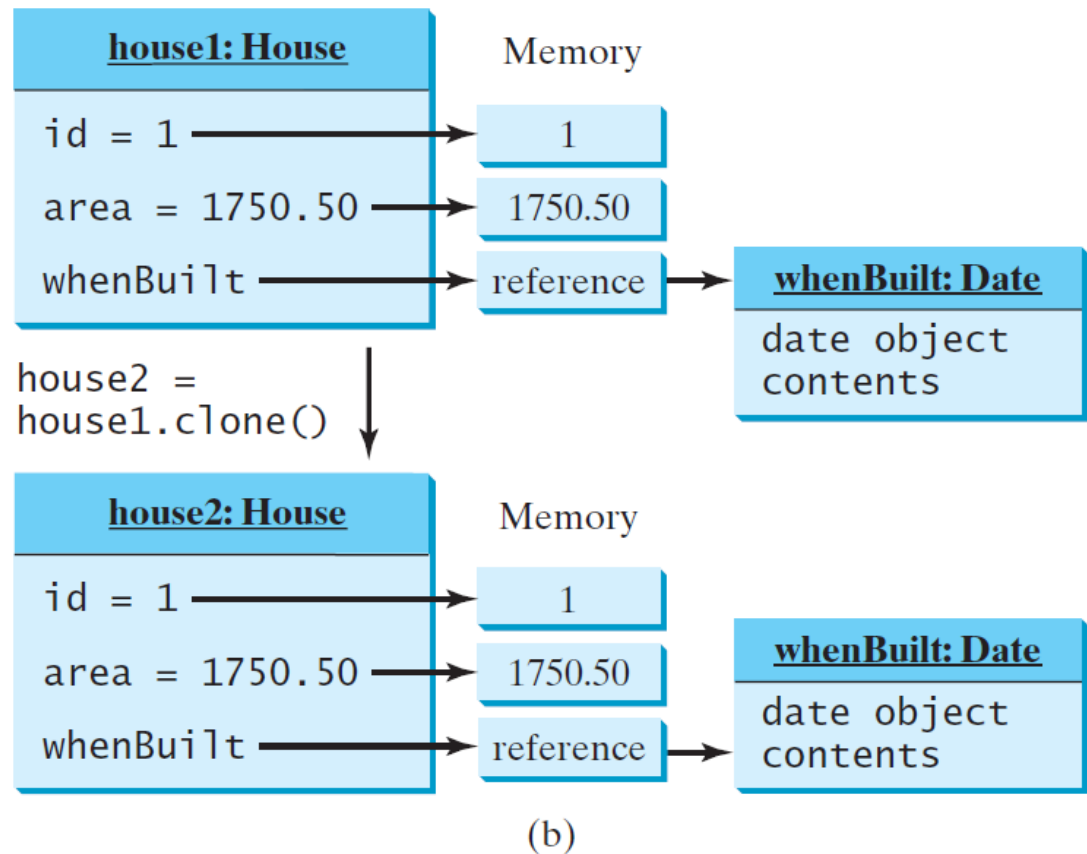 house1: House
Memory
id = 1
1
area = 1750.50
1750.50
whenBuilt
reference
whenBuilt: Date
date object
contents
house2 =
house1.clone()
house2: House
Memory
id = 1
1
area = 1750.50
1750.50
whenBuilt
reference
whenBuilt: Date
date object
contents
(b)